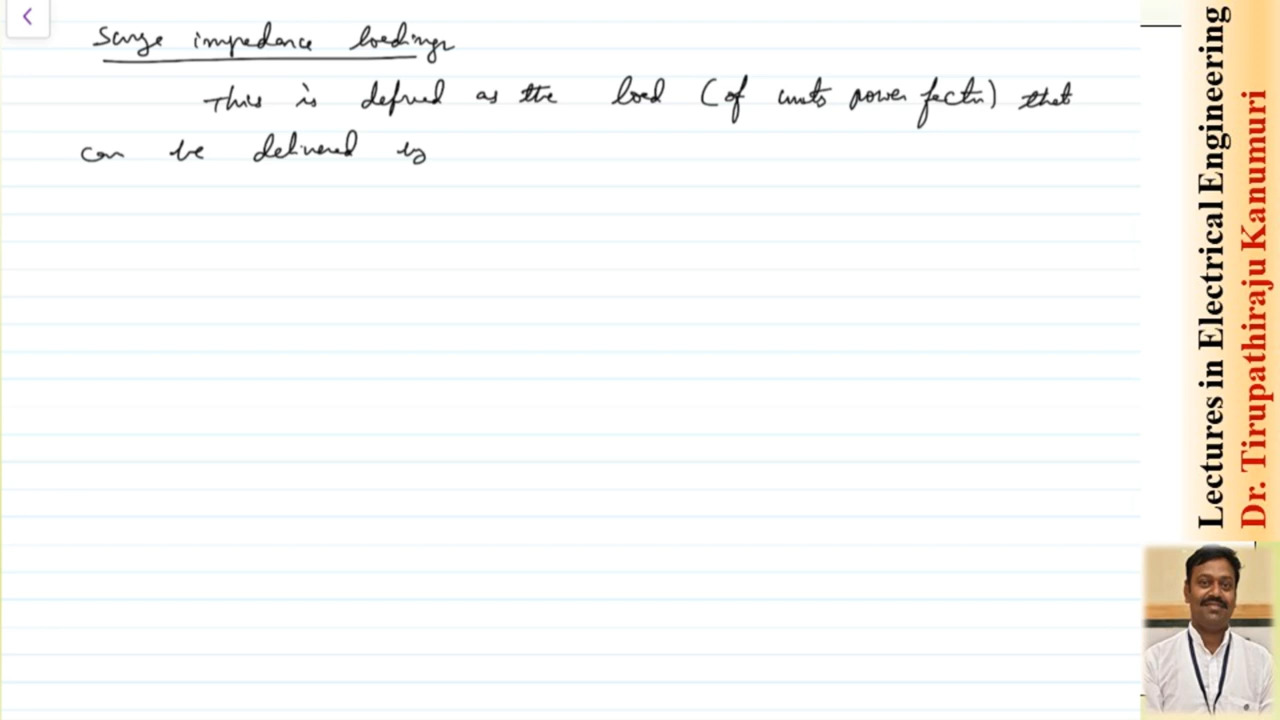 Surge impedance loading
This is defined as the load (of unity power factor) that
can be delivered by
Lectures in Electrical Engineering
Dr. Tirupathiraju Kanumuri